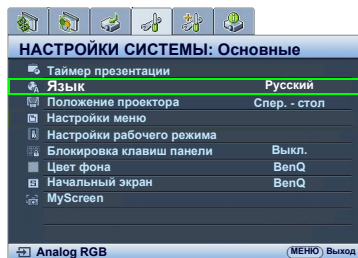 НАСТРОЙКИ СИСТЕМЫ: Основные
Таймер презентации
Язык Русский
Положение проектора Спер. - стол
Настройки меню
Настройки рабочего режима
Блокировка клавиш панели Выкл.
Цвет фона BenQ
Начальный экран BenQ
MyScreen
Analog RGB МЕНЮ Выход